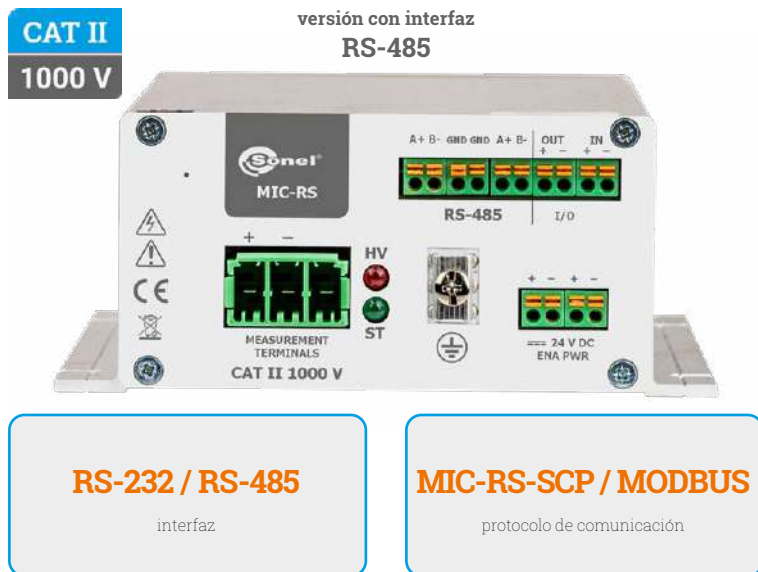 CAT II
1000 V
versión con interfaz
RS-485
Sonel®
MIC-RS
A+ B- GND GND A+ B- OUT IN
+ - + -
RS-485 I/O
+ -
HV
ST
MEASUREMENT
TERMINALS
CAT II 1000 V
+ - + -
24 V DC
ENA PWR
CE
RS-232 / RS-485
interfaz
MIC-RS-SCP / MODBUS
protocolo de comunicación